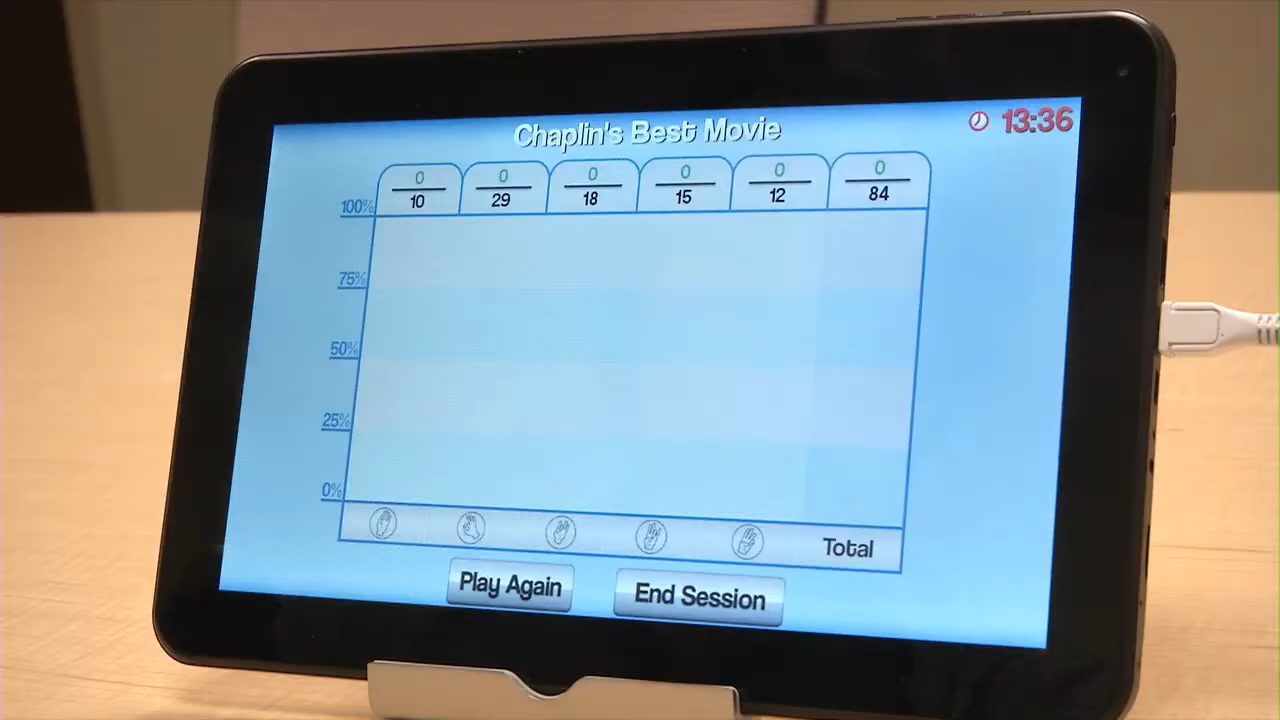 Chaplin's Best Movie
13:36
0 0 0 0 0 0
10 29 18 15 12 84
100%
75%
50%
25%
0%
Total
Play Again End Session